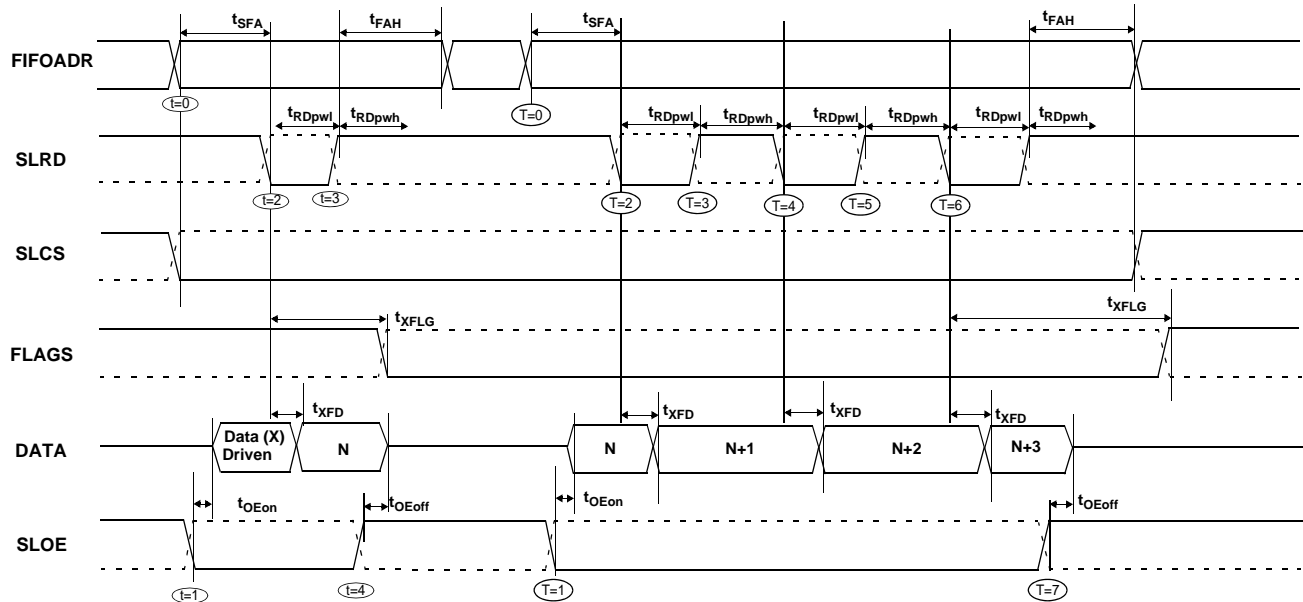 tSFA tFAH tSFA tFAH
FIFOADR
t=0 T=0
tRDpwl tRDpwh tRDpwl tRDpwh tRDpwl tRDpwh tRDpwl tRDpwh
SLRD
t=2 t=3 T=2 T=3 T=4 T=5 T=6
SLCS
tXFLG tXFLG
FLAGS
tXFD tXFD tXFD tXFD
DATA
Data (X)
Driven
N N N+1 N+2 N+3
tOEon tOEoff tOEon tOEoff
SLOE
t=1 t=4 T=1 T=7